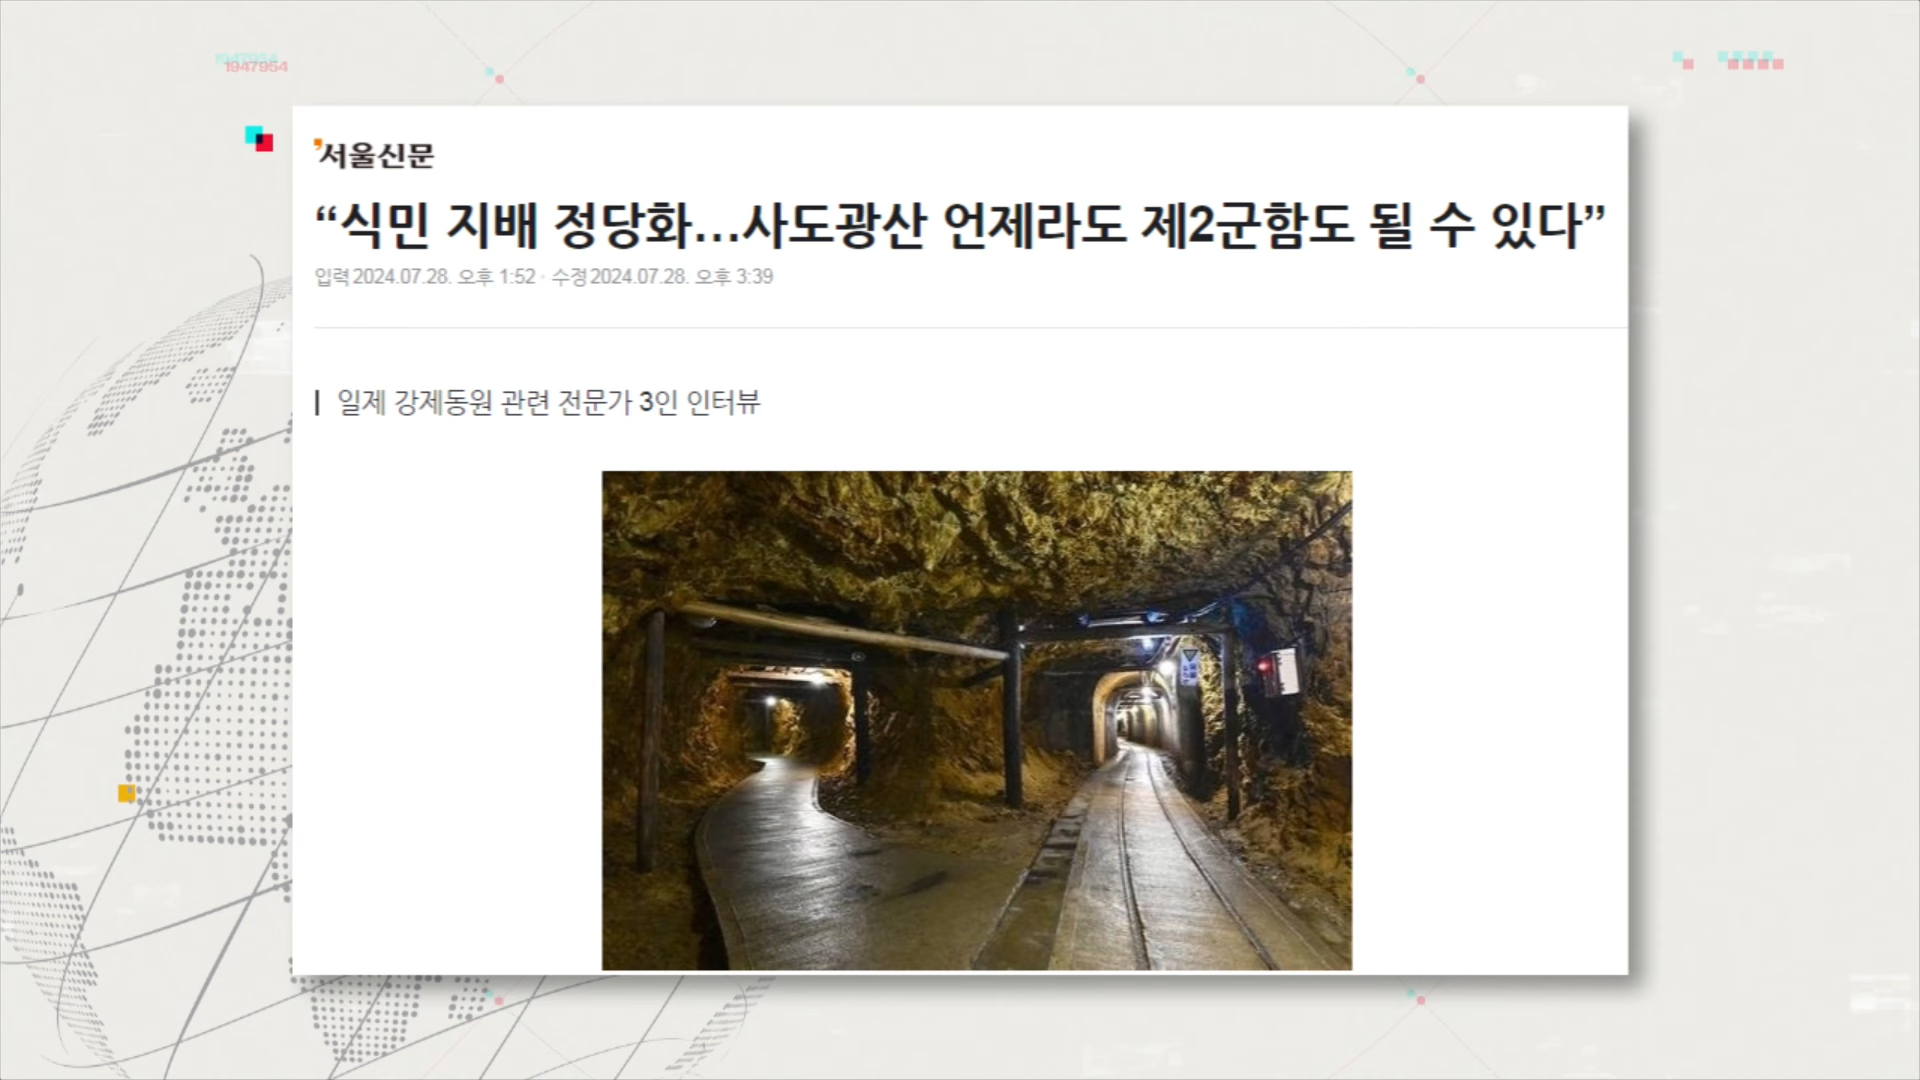 1947954
서울신문
“식민 지배 정당화...사도광산 언제라도 제2군함도 될 수 있다”
입력 2024.07.28. 오후 1:52 · 수정 2024.07.28. 오후 3:39
일제 강제동원 관련 전문가 3인 인터뷰